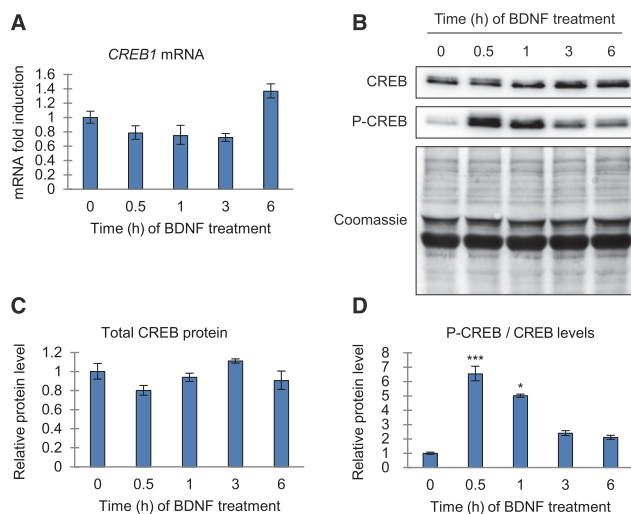 A
CREB1 mRNA
mRNA fold induction
1.6
1.4
1.2
1
0.8
0.6
0.4
0.2
0
0 0.5 1 3 6
Time (h) of BDNF treatment
B
Time (h) of BDNF treatment
0 0.5 1 3 6
CREB
P-CREB
Coomassie
C
Total CREB protein
Relative protein level
1.2
1
0.8
0.6
0.4
0.2
0
0 0.5 1 3 6
Time (h) of BDNF treatment
D
P-CREB / CREB levels
Relative protein level
8
7
6
5
4
3
2
1
0
***
*
0 0.5 1 3 6
Time (h) of BDNF treatment